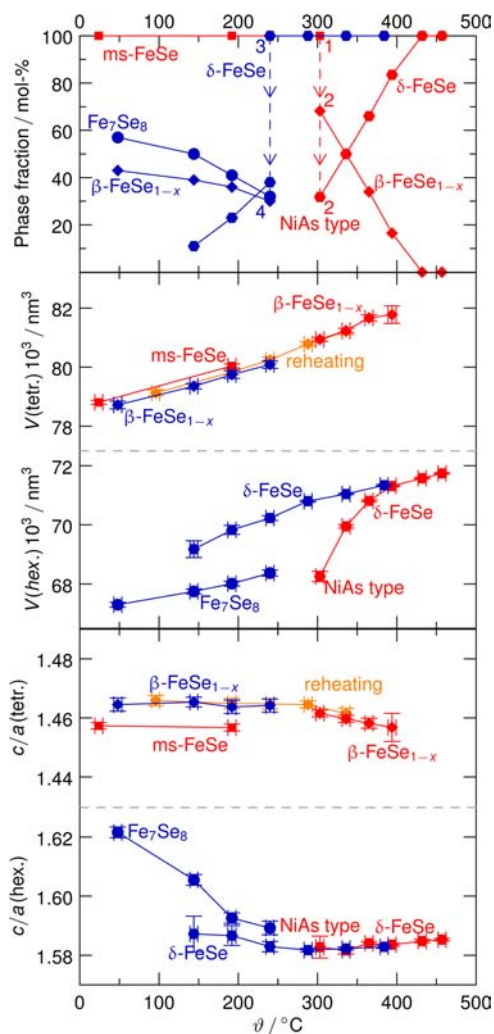 0 100 200 300 400 500
100
80
60
40
20
Phase fraction / mol-%
ms-FeSe
3
1
δ-FeSe
δ-FeSe
Fe7Se8
2
β-FeSe1−x
β-FeSe1−x
4
2
NiAs type
82
80
78
V(tetr.) 10³ / nm³
β-FeSe1−x
ms-FeSe
reheating
β-FeSe1−x
72
70
68
V(hex.) 10³ / nm³
δ-FeSe
δ-FeSe
Fe7Se8
NiAs type
1.48
1.46
1.44
c/a(tetr.)
β-FeSe1−x
reheating
ms-FeSe
β-FeSe1−x
1.62
1.60
1.58
c/a(hex.)
Fe7Se8
NiAs type
δ-FeSe
δ-FeSe
0 100 200 300 400 500
ϑ / °C